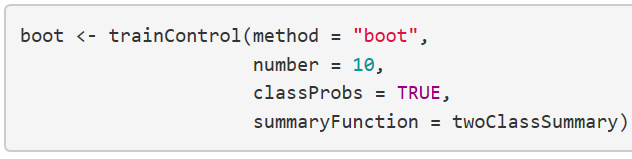 boot <- trainControl(method = "boot",
                     number = 10,
                     classProbs = TRUE,
                     summaryFunction = twoClassSummary)